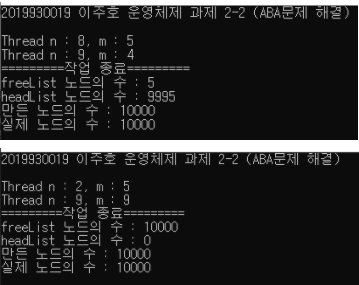 2019930019 이주호 운영체제 과제 2-2 (ABA문제 해결)
Thread n : 8, m : 5
Thread n : 9, m : 4
=========작업 종료=========
freeList 노드의 수 : 5
headList 노드의 수 : 9995
만든 노드의 수 : 10000
실제 노드의 수 : 10000
2019930019 이주호 운영체제 과제 2-2 (ABA문제 해결)
Thread n : 2, m : 5
Thread n : 9, m : 9
=========작업 종료=========
freeList 노드의 수 : 10000
headList 노드의 수 : 0
만든 노드의 수 : 10000
실제 노드의 수 : 10000